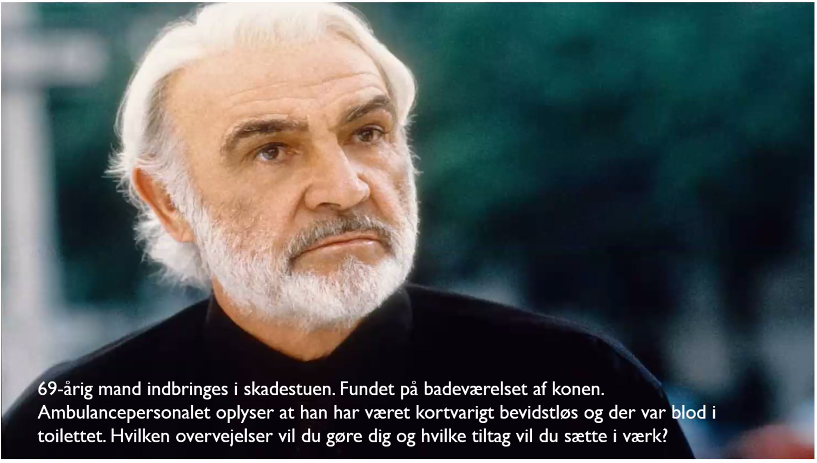 69-årig mand indbringes i skadestuen. Fundet på badeværelset af konen.
Ambulancepersonalet oplyser at han har været kortvarigt bevidstløs og der var blod i
toilettet. Hvilken overvejelser vil du gøre dig og hvilke tiltag vil du sætte i værk?